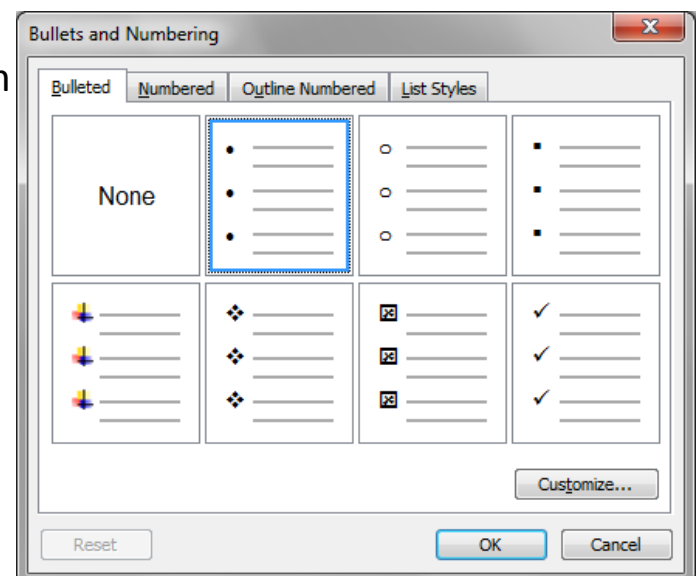 Bullets and Numbering
Bulleted Numbered Outline Numbered List Styles
None
Customize...
Reset OK Cancel